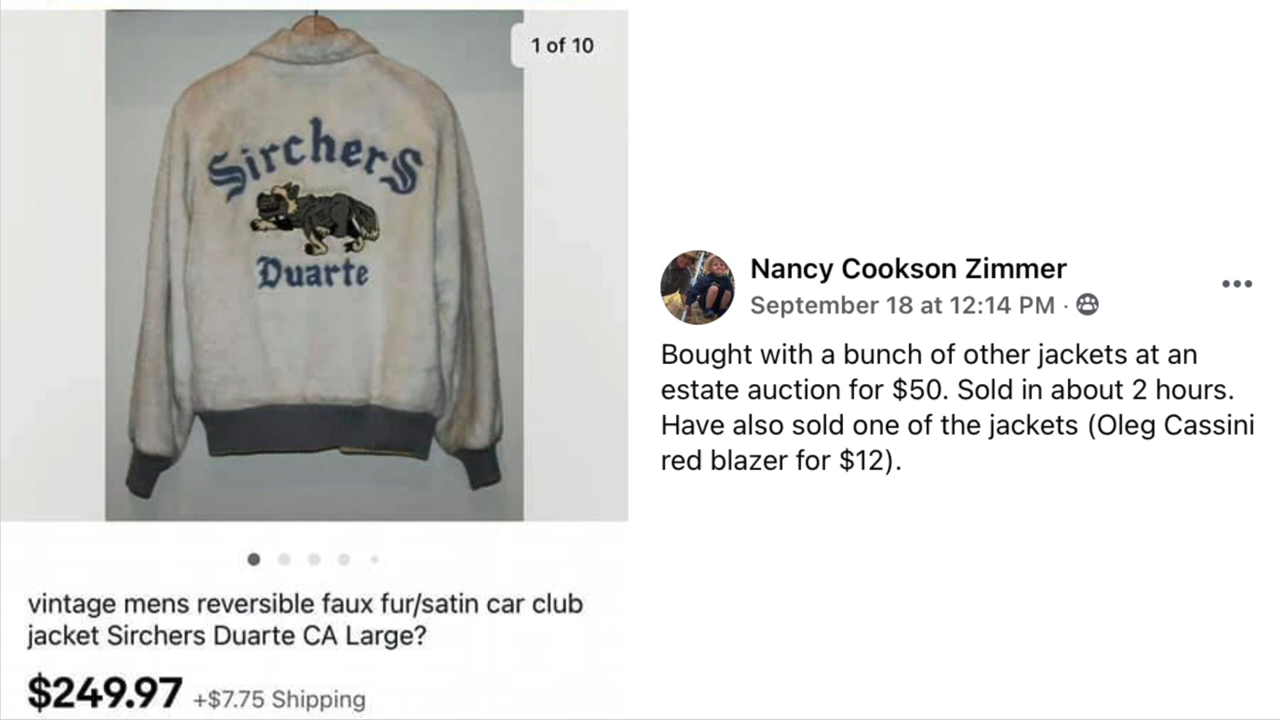 1 of 10
SircherS
Duarte
vintage mens reversible faux fur/satin car club
jacket Sirchers Duarte CA Large?
$249.97 +$7.75 Shipping
Nancy Cookson Zimmer
September 18 at 12:14 PM ·
Bought with a bunch of other jackets at an
estate auction for $50. Sold in about 2 hours.
Have also sold one of the jackets (Oleg Cassini
red blazer for $12).